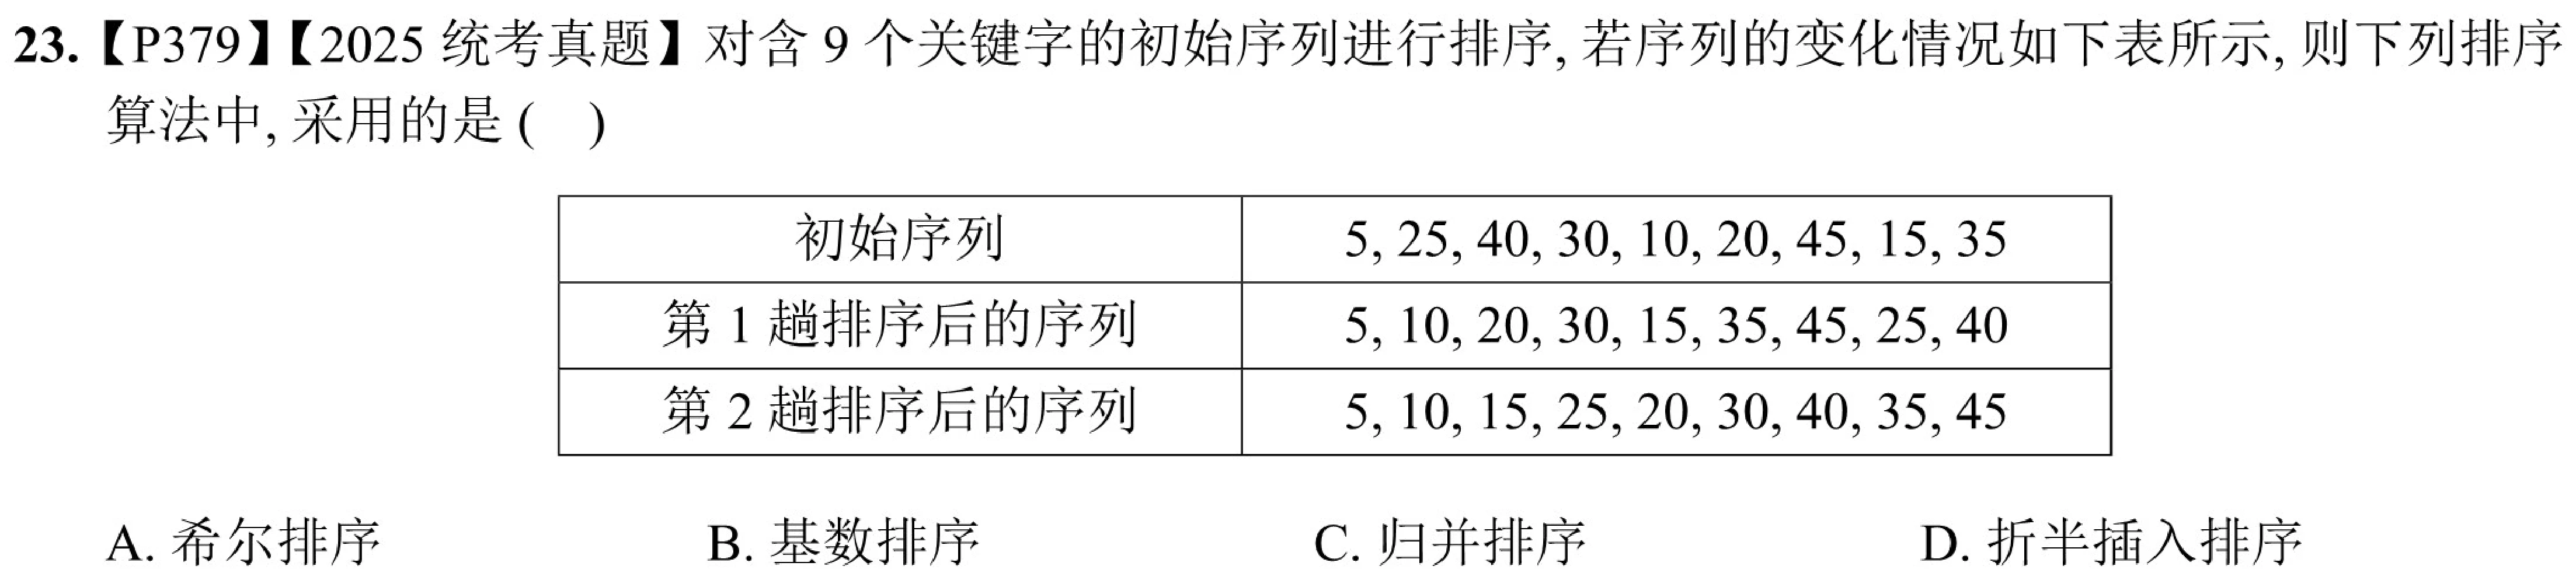 23.【P379】【2025 统考真题】对含 9 个关键字的初始序列进行排序, 若序列的变化情况如下表所示, 则下列排序
算法中, 采用的是 ( )
初始序列 5, 25, 40, 30, 10, 20, 45, 15, 35
第 1 趟排序后的序列 5, 10, 20, 30, 15, 35, 45, 25, 40
第 2 趟排序后的序列 5, 10, 15, 25, 20, 30, 40, 35, 45
A. 希尔排序 B. 基数排序 C. 归并排序 D. 折半插入排序